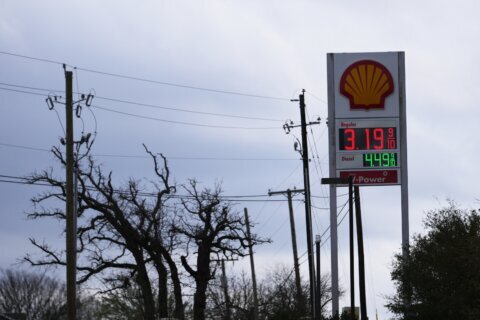 Regular
3.19 9/10
Diesel
4.49 9/10
V-Power